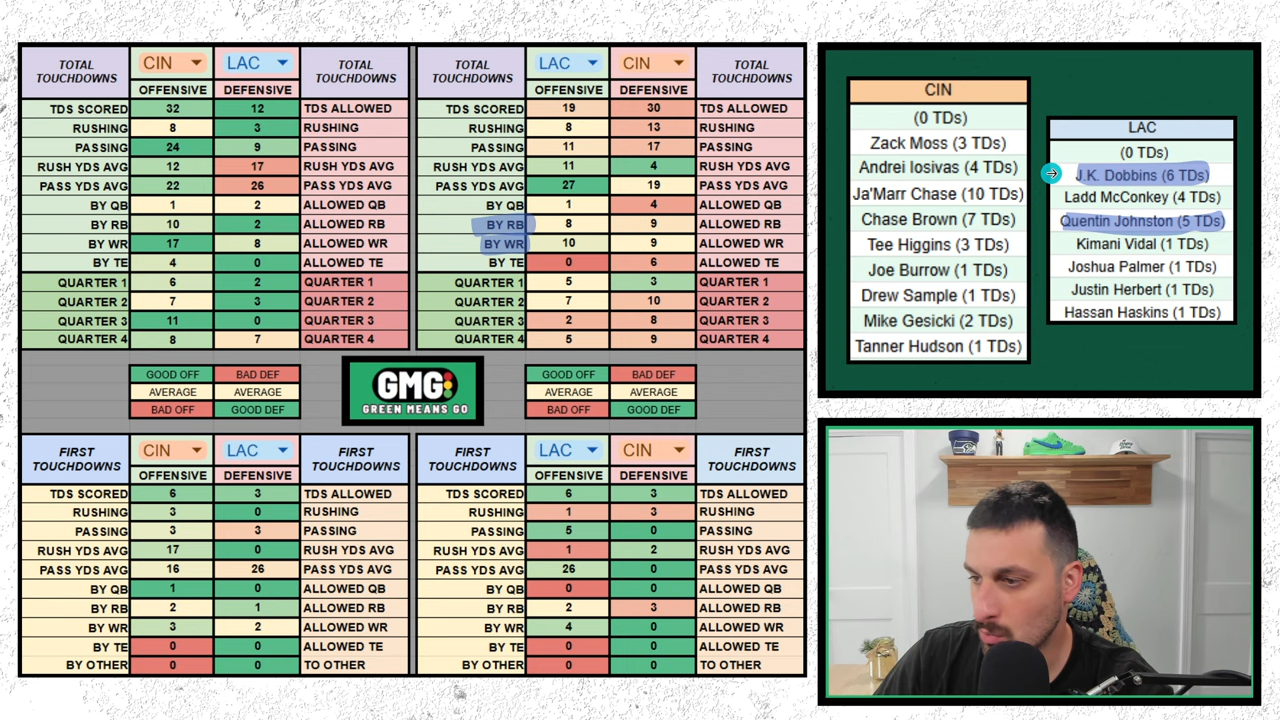 TOTAL TOUCHDOWNS CIN LAC TOTAL TOUCHDOWNS
OFFENSIVE DEFENSIVE
TDS SCORED 32 12 TDS ALLOWED
RUSHING 8 3 RUSHING
PASSING 24 9 PASSING
RUSH YDS AVG 12 17 RUSH YDS AVG
PASS YDS AVG 22 26 PASS YDS AVG
BY QB 1 2 ALLOWED QB
BY RB 10 2 ALLOWED RB
BY WR 17 8 ALLOWED WR
BY TE 4 0 ALLOWED TE
QUARTER 1 6 2 QUARTER 1
QUARTER 2 7 3 QUARTER 2
QUARTER 3 11 0 QUARTER 3
QUARTER 4 8 7 QUARTER 4
TOTAL TOUCHDOWNS LAC CIN TOTAL TOUCHDOWNS
OFFENSIVE DEFENSIVE
TDS SCORED 19 30 TDS ALLOWED
RUSHING 8 13 RUSHING
PASSING 11 17 PASSING
RUSH YDS AVG 11 4 RUSH YDS AVG
PASS YDS AVG 27 19 PASS YDS AVG
BY QB 1 4 ALLOWED QB
BY RB 8 9 ALLOWED RB
BY WR 10 9 ALLOWED WR
BY TE 0 6 ALLOWED TE
QUARTER 1 5 3 QUARTER 1
QUARTER 2 7 10 QUARTER 2
QUARTER 3 2 8 QUARTER 3
QUARTER 4 5 9 QUARTER 4
GOOD OFF BAD DEF
AVERAGE AVERAGE
BAD OFF GOOD DEF
GMG
GREEN MEANS GO
GOOD OFF BAD DEF
AVERAGE AVERAGE
BAD OFF GOOD DEF
FIRST TOUCHDOWNS CIN LAC FIRST TOUCHDOWNS
OFFENSIVE DEFENSIVE
TDS SCORED 6 3 TDS ALLOWED
RUSHING 3 0 RUSHING
PASSING 3 3 PASSING
RUSH YDS AVG 17 0 RUSH YDS AVG
PASS YDS AVG 16 26 PASS YDS AVG
BY QB 1 0 ALLOWED QB
BY RB 2 1 ALLOWED RB
BY WR 3 2 ALLOWED WR
BY TE 0 0 ALLOWED TE
BY OTHER 0 0 TO OTHER
FIRST TOUCHDOWNS LAC CIN FIRST TOUCHDOWNS
OFFENSIVE DEFENSIVE
TDS SCORED 6 3 TDS ALLOWED
RUSHING 1 3 RUSHING
PASSING 5 0 PASSING
RUSH YDS AVG 1 2 RUSH YDS AVG
PASS YDS AVG 26 0 PASS YDS AVG
BY QB 0 0 ALLOWED QB
BY RB 2 3 ALLOWED RB
BY WR 4 0 ALLOWED WR
BY TE 0 0 ALLOWED TE
BY OTHER 0 0 TO OTHER
CIN
(0 TDs)
Zack Moss (3 TDs)
Andrei Iosivas (4 TDs)
Ja'Marr Chase (10 TDs)
Chase Brown (7 TDs)
Tee Higgins (3 TDs)
Joe Burrow (1 TDs)
Drew Sample (1 TDs)
Mike Gesicki (2 TDs)
Tanner Hudson (1 TDs)
LAC
(0 TDs)
J.K. Dobbins (6 TDs)
Ladd McConkey (4 TDs)
Quentin Johnston (5 TDs)
Kimani Vidal (1 TDs)
Joshua Palmer (1 TDs)
Justin Herbert (1 TDs)
Hassan Haskins (1 TDs)